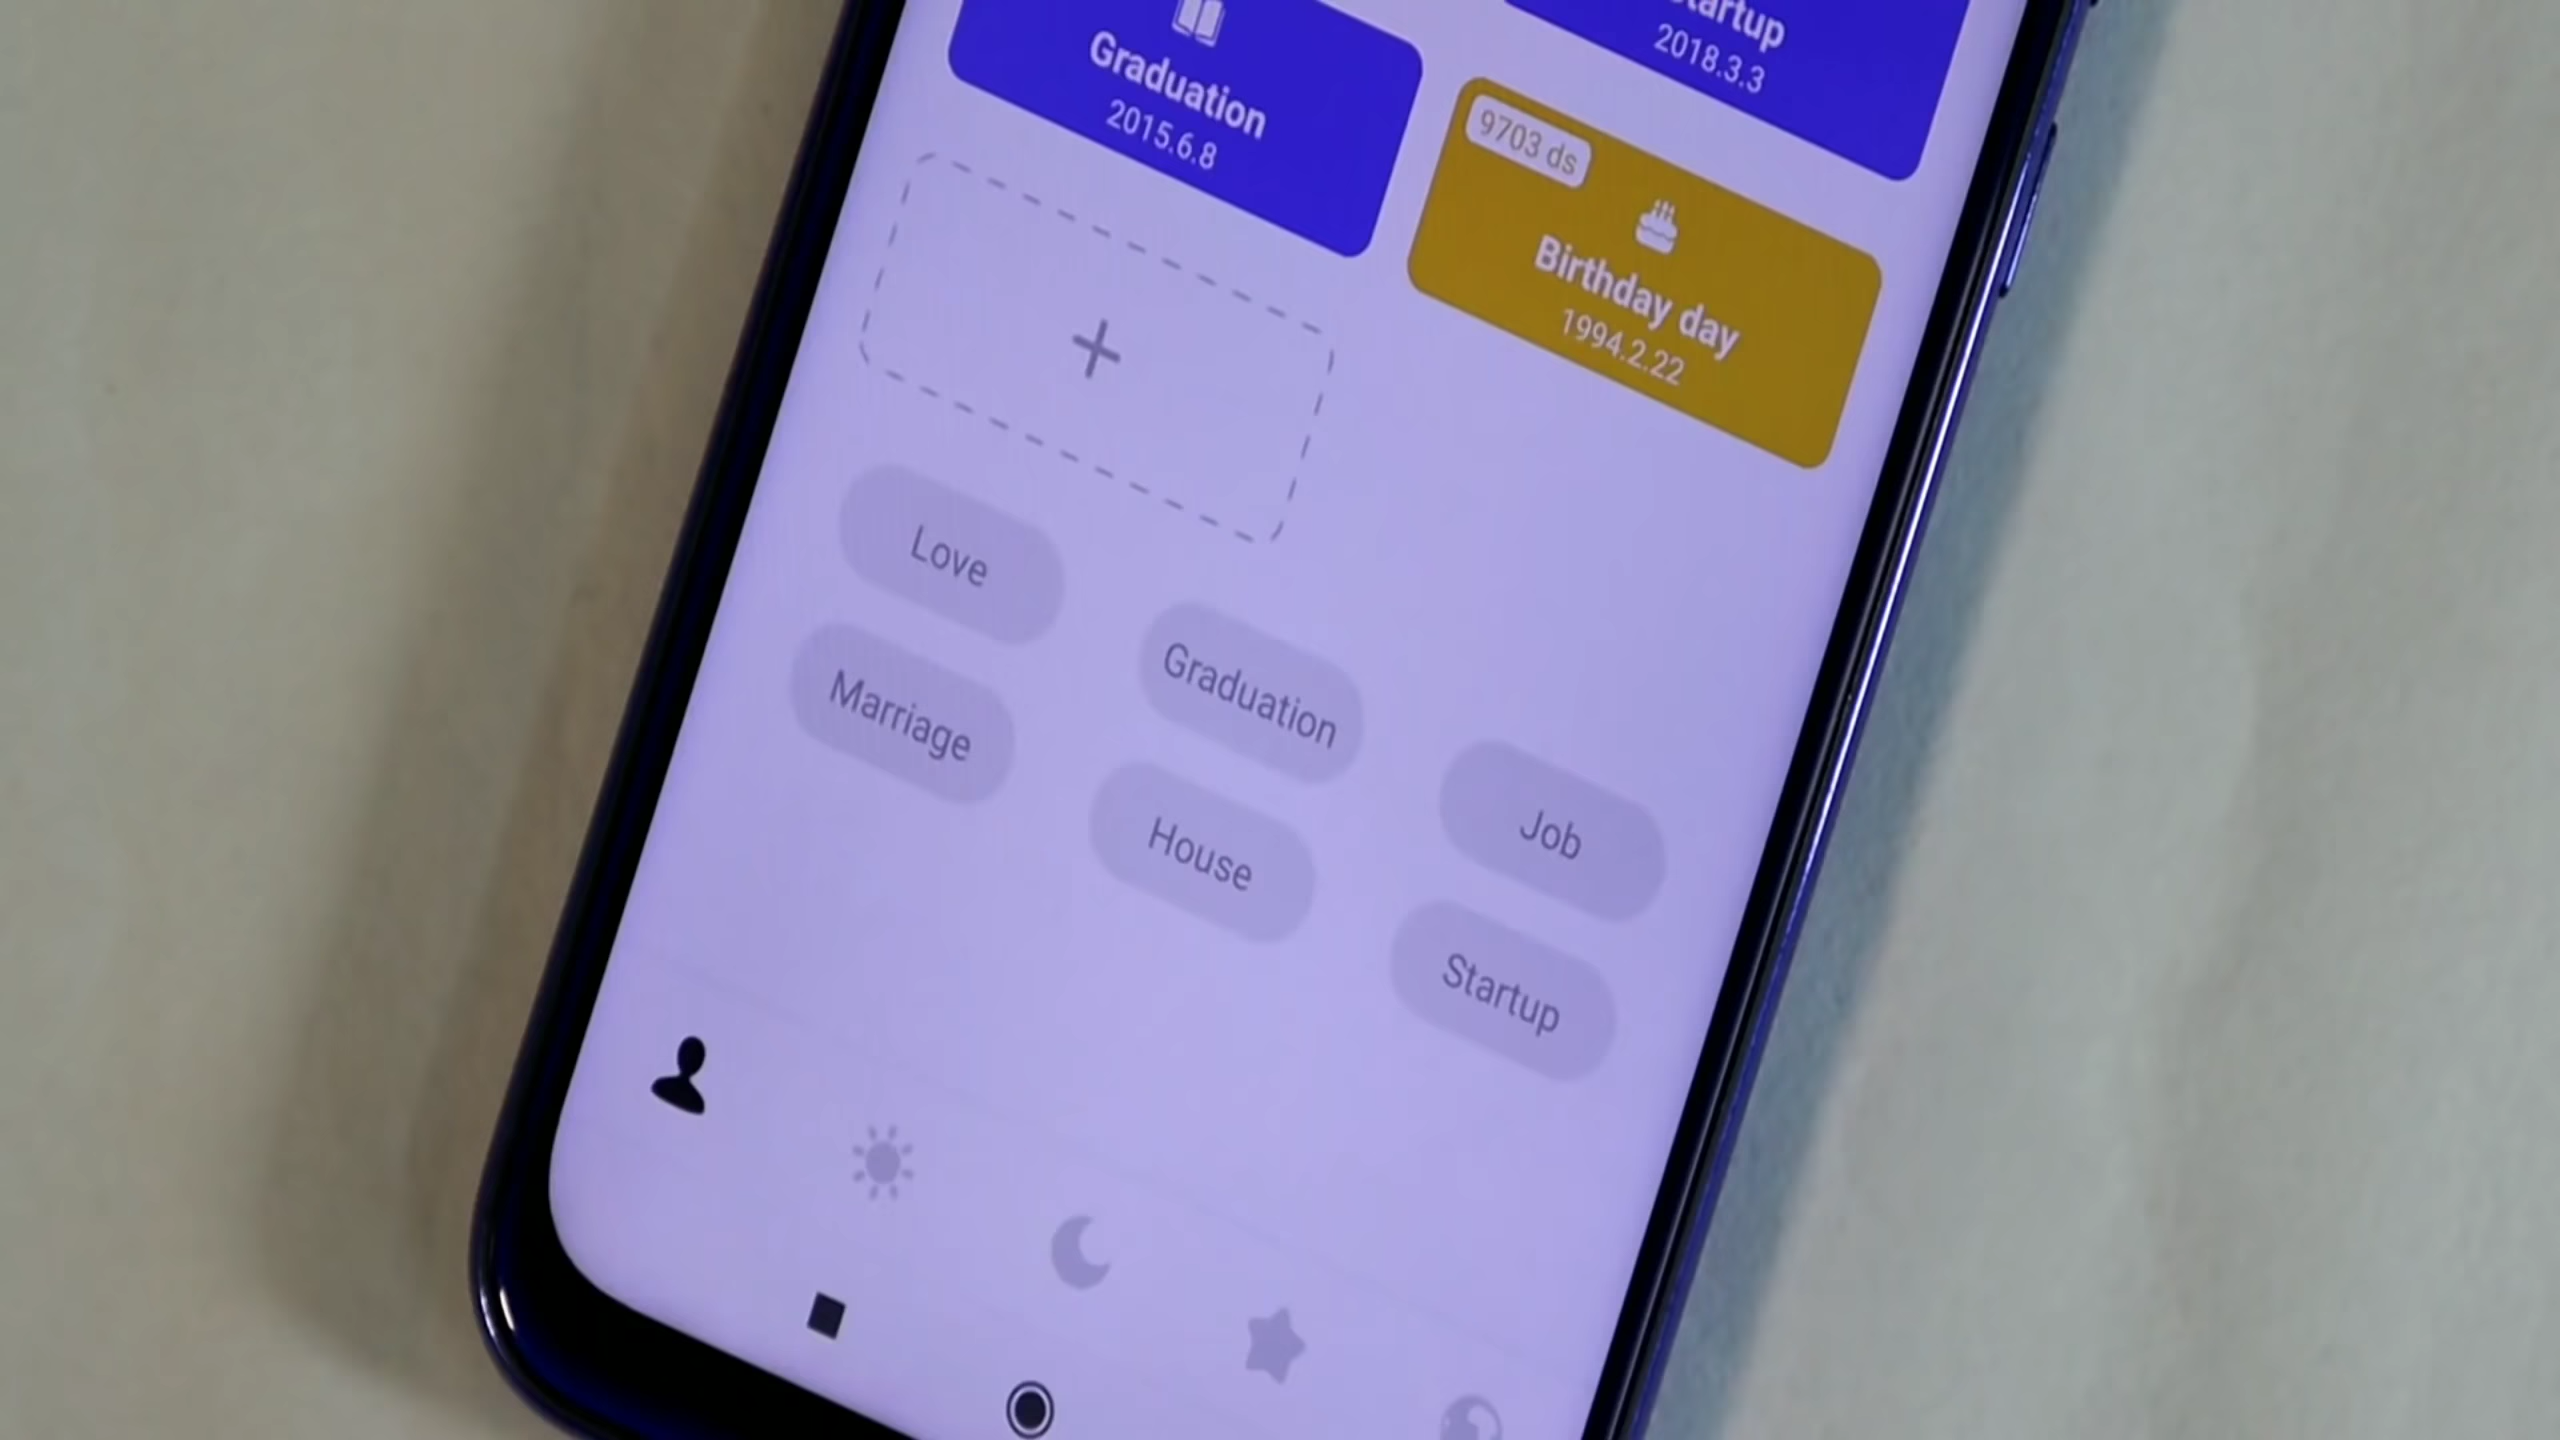 Graduation
2015.6.8
Startup
2018.3.3
9703 ds
Birthday day
1994.2.22
Love
Graduation
Job
Marriage
House
Startup